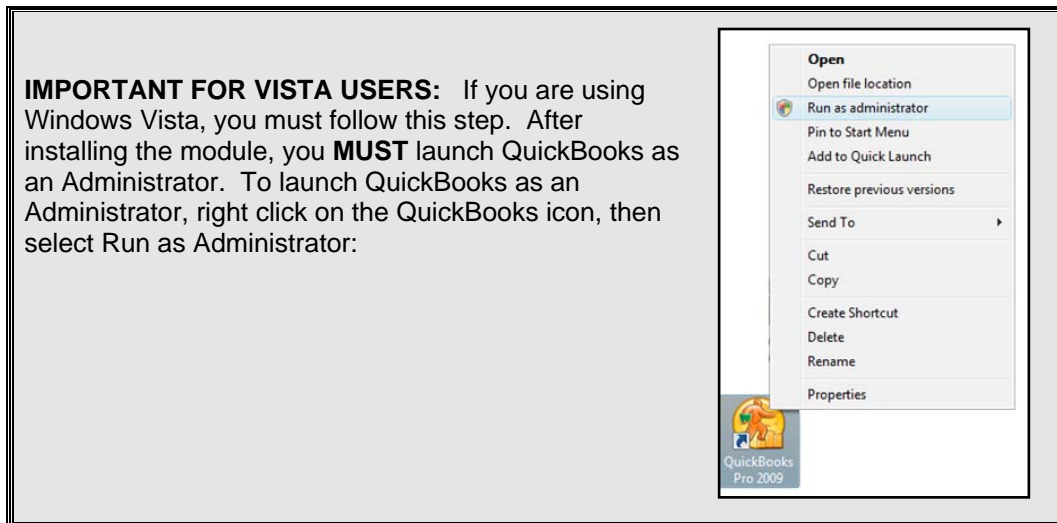 IMPORTANT FOR VISTA USERS: If you are using
Windows Vista, you must follow this step. After
installing the module, you MUST launch QuickBooks as
an Administrator. To launch QuickBooks as an
Administrator, right click on the QuickBooks icon, then
select Run as Administrator:
Open
Open file location
Run as administrator
Pin to Start Menu
Add to Quick Launch
Restore previous versions
Send To
Cut
Copy
Create Shortcut
Delete
Rename
Properties
QuickBooks
Pro 2009